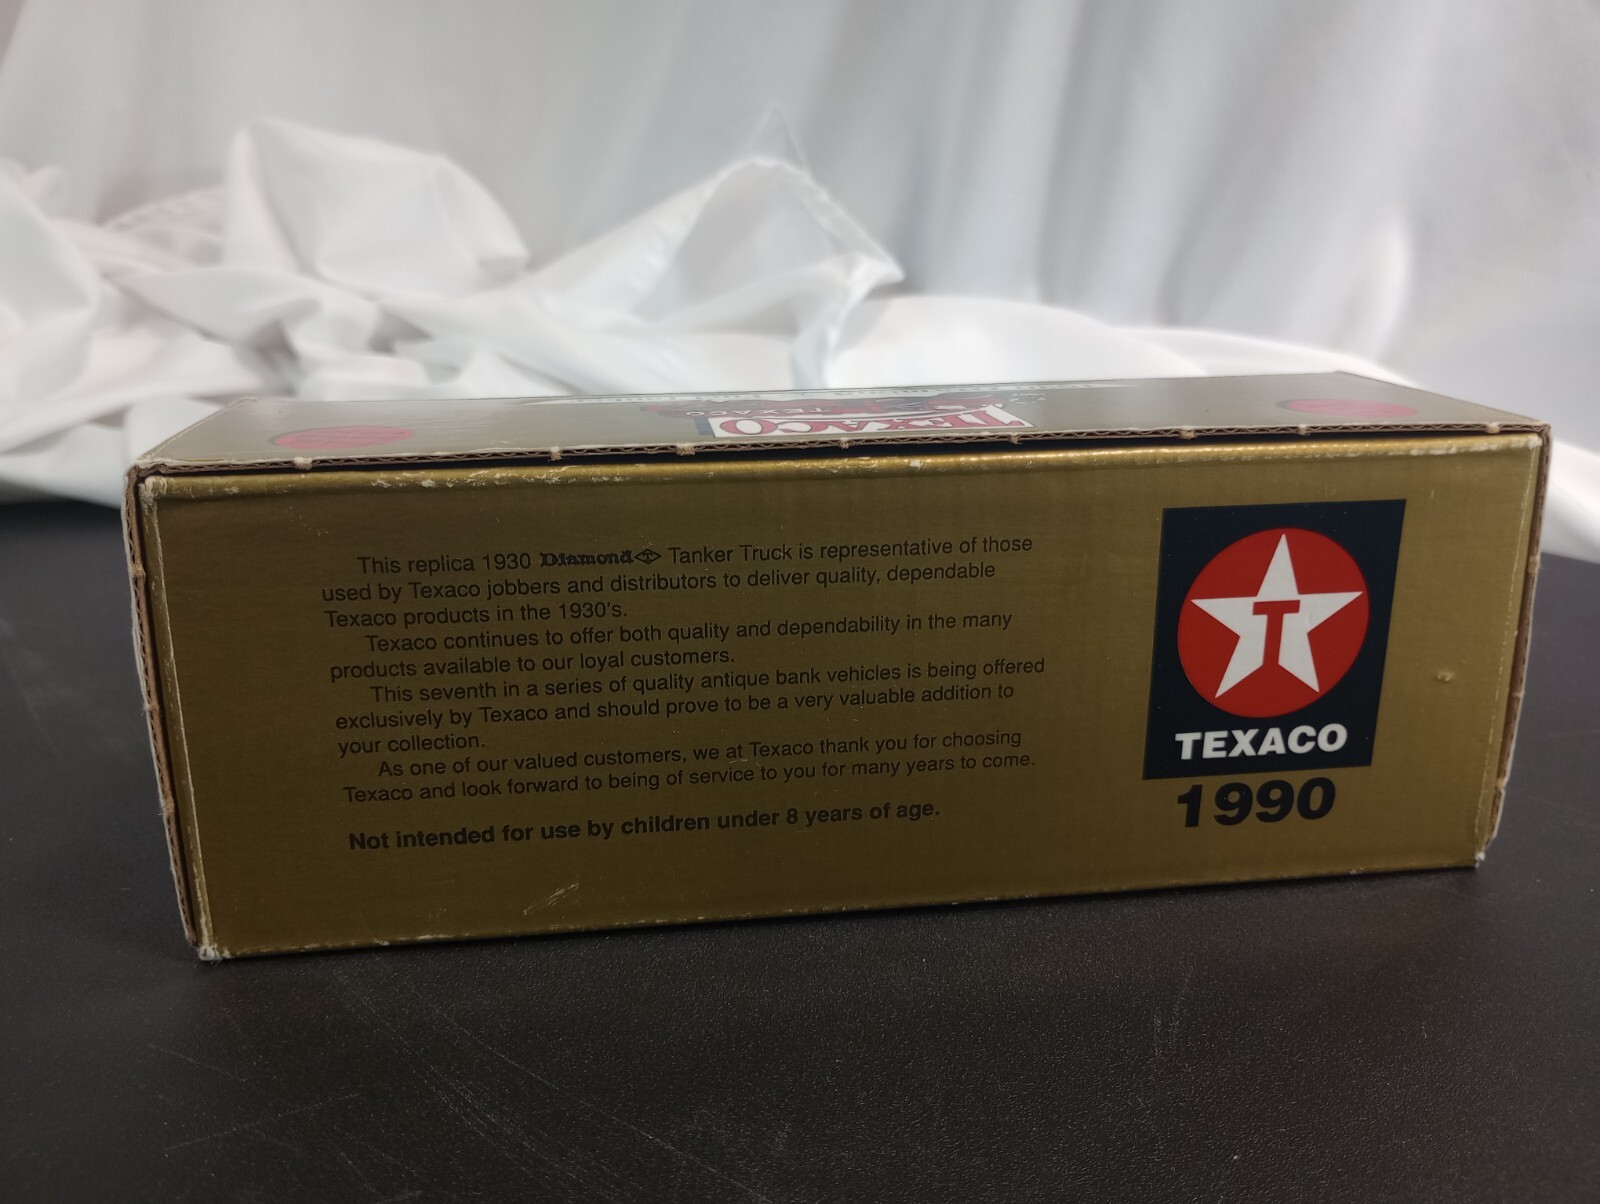 TEXACO
TEXACO
This replica 1930 Diamond T Tanker Truck is representative of those
used by Texaco jobbers and distributors to deliver quality, dependable
Texaco products in the 1930's.
Texaco continues to offer both quality and dependability in the many
products available to our loyal customers.
This seventh in a series of quality antique bank vehicles is being offered
exclusively by Texaco and should prove to be a very valuable addition to
your collection.
As one of our valued customers, we at Texaco thank you for choosing
Texaco and look forward to being of service to you for many years to come.
Not intended for use by children under 8 years of age.
T
TEXACO
1990